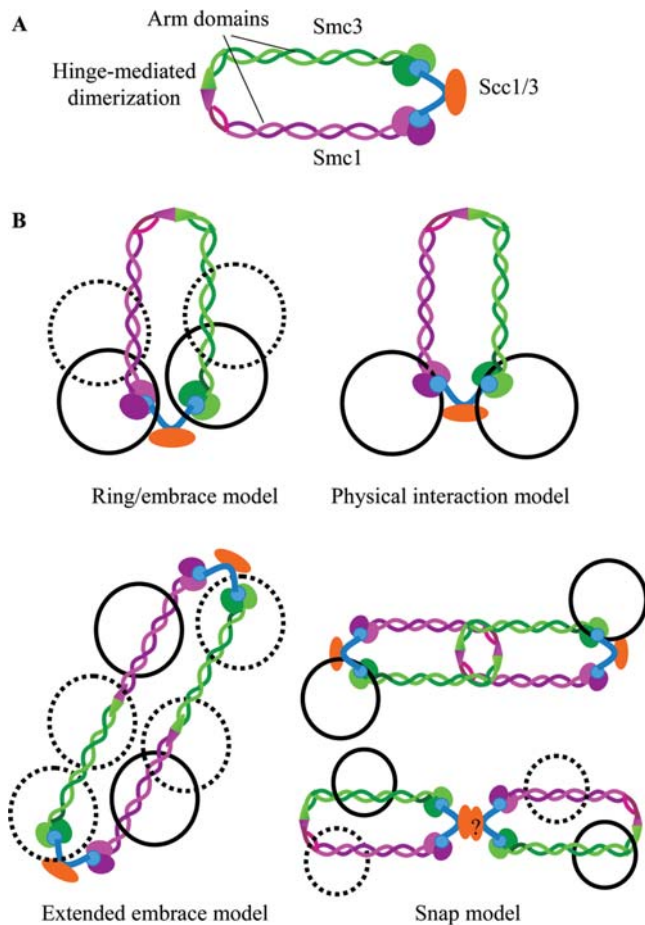 A
Arm domains
Smc3
Hinge-mediated
dimerization
Scc1/3
Smc1
B
Ring/embrace model
Physical interaction model
?
Extended embrace model
Snap model